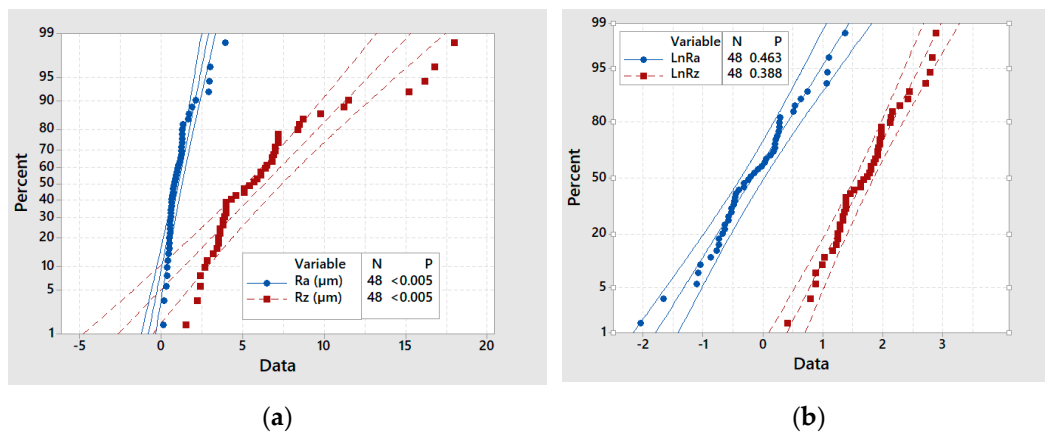 99
95
90
80
70
60
50
40
30
20
10
5
1
Percent
-5 0 5 10 15 20
Data
Variable N P
Ra (µm) 48 <0.005
Rz (µm) 48 <0.005
(a)
99
95
80
50
20
5
1
Percent
-2 -1 0 1 2 3
Data
Variable N P
LnRa 48 0.463
LnRz 48 0.388
(b)